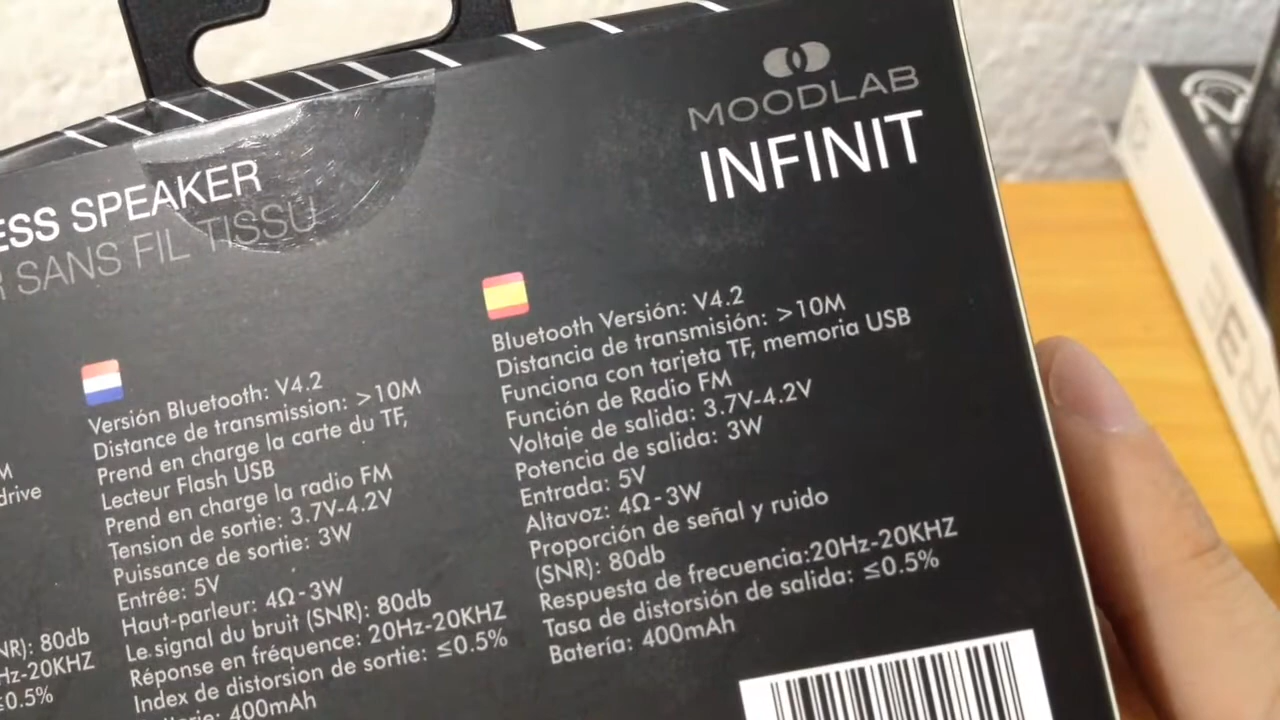 MOODLAB
INFINIT
SPEAKER
SANS FIL TISSU
drive
80db
Versión Bluetooth: V4.2
Distance de transmission: >10M
Prend en charge la carte du TF,
Lecteur Flash USB
Prend en charge la radio FM
Tension de sortie: 3.7V-4.2V
Puissance de sortie: 3W
Entrée: 5V
Haut-parleur: 4Ω-3W
Le signal du bruit (SNR): 80db
Réponse en fréquence: 20Hz-20KHZ
Index de distorsion de sortie: ≤0.5%
400mAh
Bluetooth Versión: V4.2
Distancia de transmisión: >10M
Funciona con tarjeta TF, memoria USB
Función de Radio FM
Voltaje de salida: 3.7V-4.2V
Potencia de salida: 3W
Entrada: 5V
Altavoz: 4Ω-3W
Proporción de señal y ruido
(SNR): 80db
Respuesta de frecuencia:20Hz-20KHZ
Tasa de distorsión de salida: ≤0.5%
Batería: 400mAh